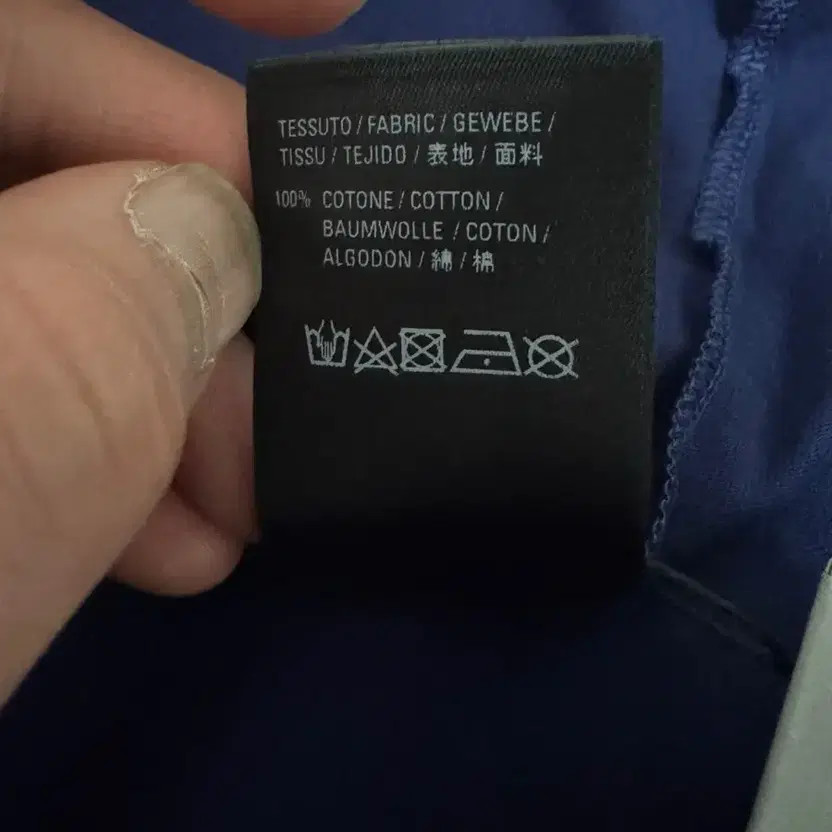 TESSUTO / FABRIC / GEWEBE /
TISSU / TEJIDO / 表地 / 面料
100% COTONE / COTTON /
BAUMWOLLE / COTON /
ALGODON / 綿 / 棉